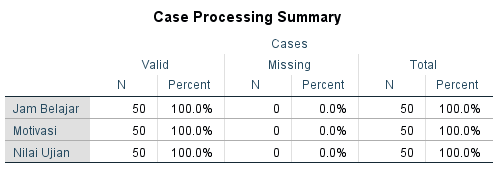 Case Processing Summary
Cases
Valid Missing Total
N Percent N Percent N Percent
Jam Belajar 50 100.0% 0 0.0% 50 100.0%
Motivasi 50 100.0% 0 0.0% 50 100.0%
Nilai Ujian 50 100.0% 0 0.0% 50 100.0%